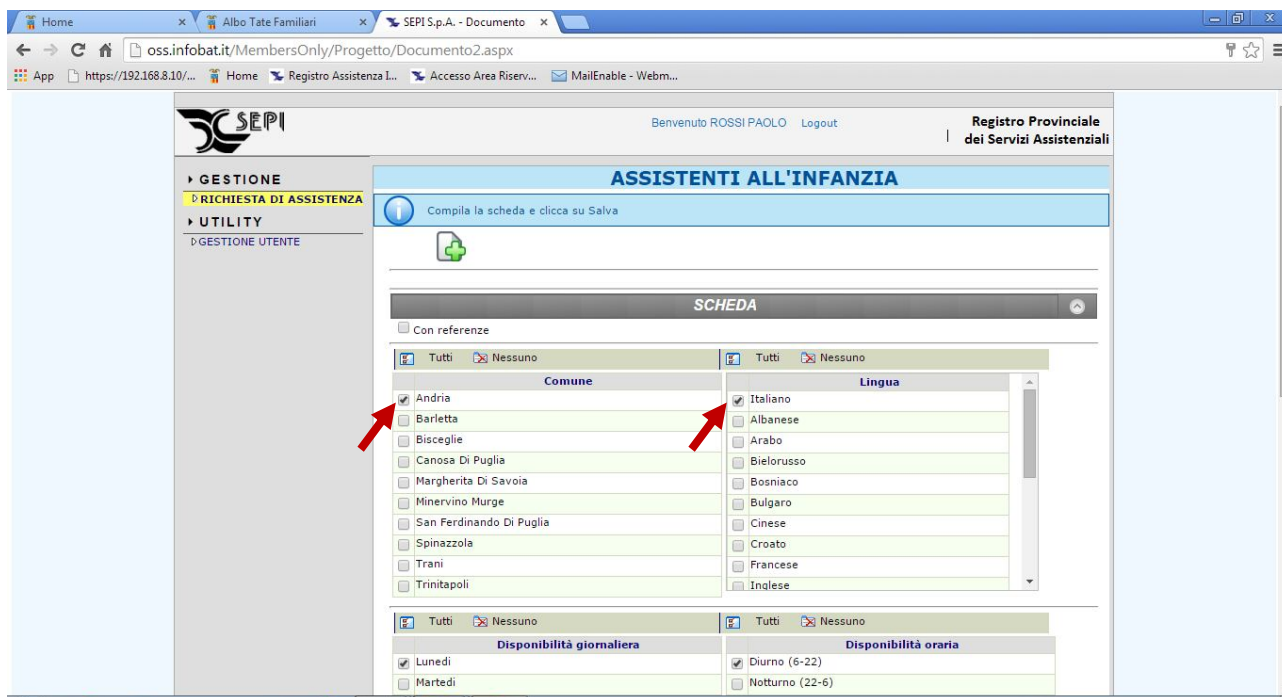 Home
Albo Tate Familiari
SEPI S.p.A. - Documento
oss.infobat.it/MembersOnly/Progetto/Documento2.aspx
App https://192.168.8.10/... Home Registro Assistenza I... Accesso Area Riserv... MailEnable - Webm...
SEPI
Benvenuto ROSSI PAOLO Logout
Registro Provinciale
| dei Servizi Assistenziali
GESTIONE
RICHIESTA DI ASSISTENZA
UTILITY
GESTIONE UTENTE
ASSISTENTI ALL'INFANZIA
Compila la scheda e clicca su Salva
SCHEDA
Con referenze
Tutti Nessuno
Comune
Andria
Barletta
Bisceglie
Canosa Di Puglia
Margherita Di Savoia
Minervino Murge
San Ferdinando Di Puglia
Spinazzola
Trani
Trinitapoli
Tutti Nessuno
Lingua
Italiano
Albanese
Arabo
Bielorusso
Bosniaco
Bulgaro
Cinese
Croato
Francese
Inglese
Tutti Nessuno
Disponibilità giornaliera
Lunedi
Martedi
Tutti Nessuno
Disponibilità oraria
Diurno (6-22)
Notturno (22-6)